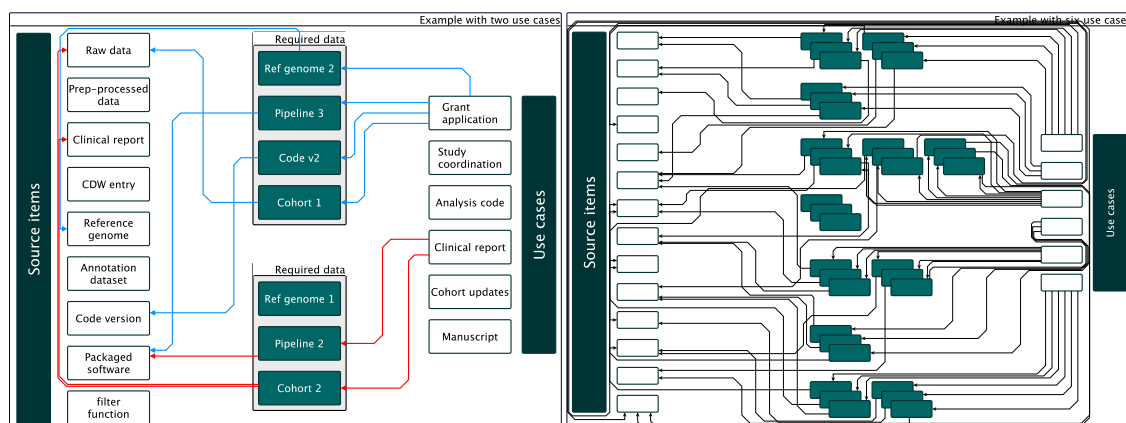 Example with two use cases
Source items
Raw data
Prep-processed
data
Clinical report
CDW entry
Reference
genome
Annotation
dataset
Code version
Packaged
software
filter
function
Required data
Ref genome 2
Pipeline 3
Code v2
Cohort 1
Required data
Ref genome 1
Pipeline 2
Cohort 2
Grant
application
Study
coordination
Analysis code
Clinical report
Cohort updates
Manuscript
Use cases
Example with six use case
Source items
Use cases